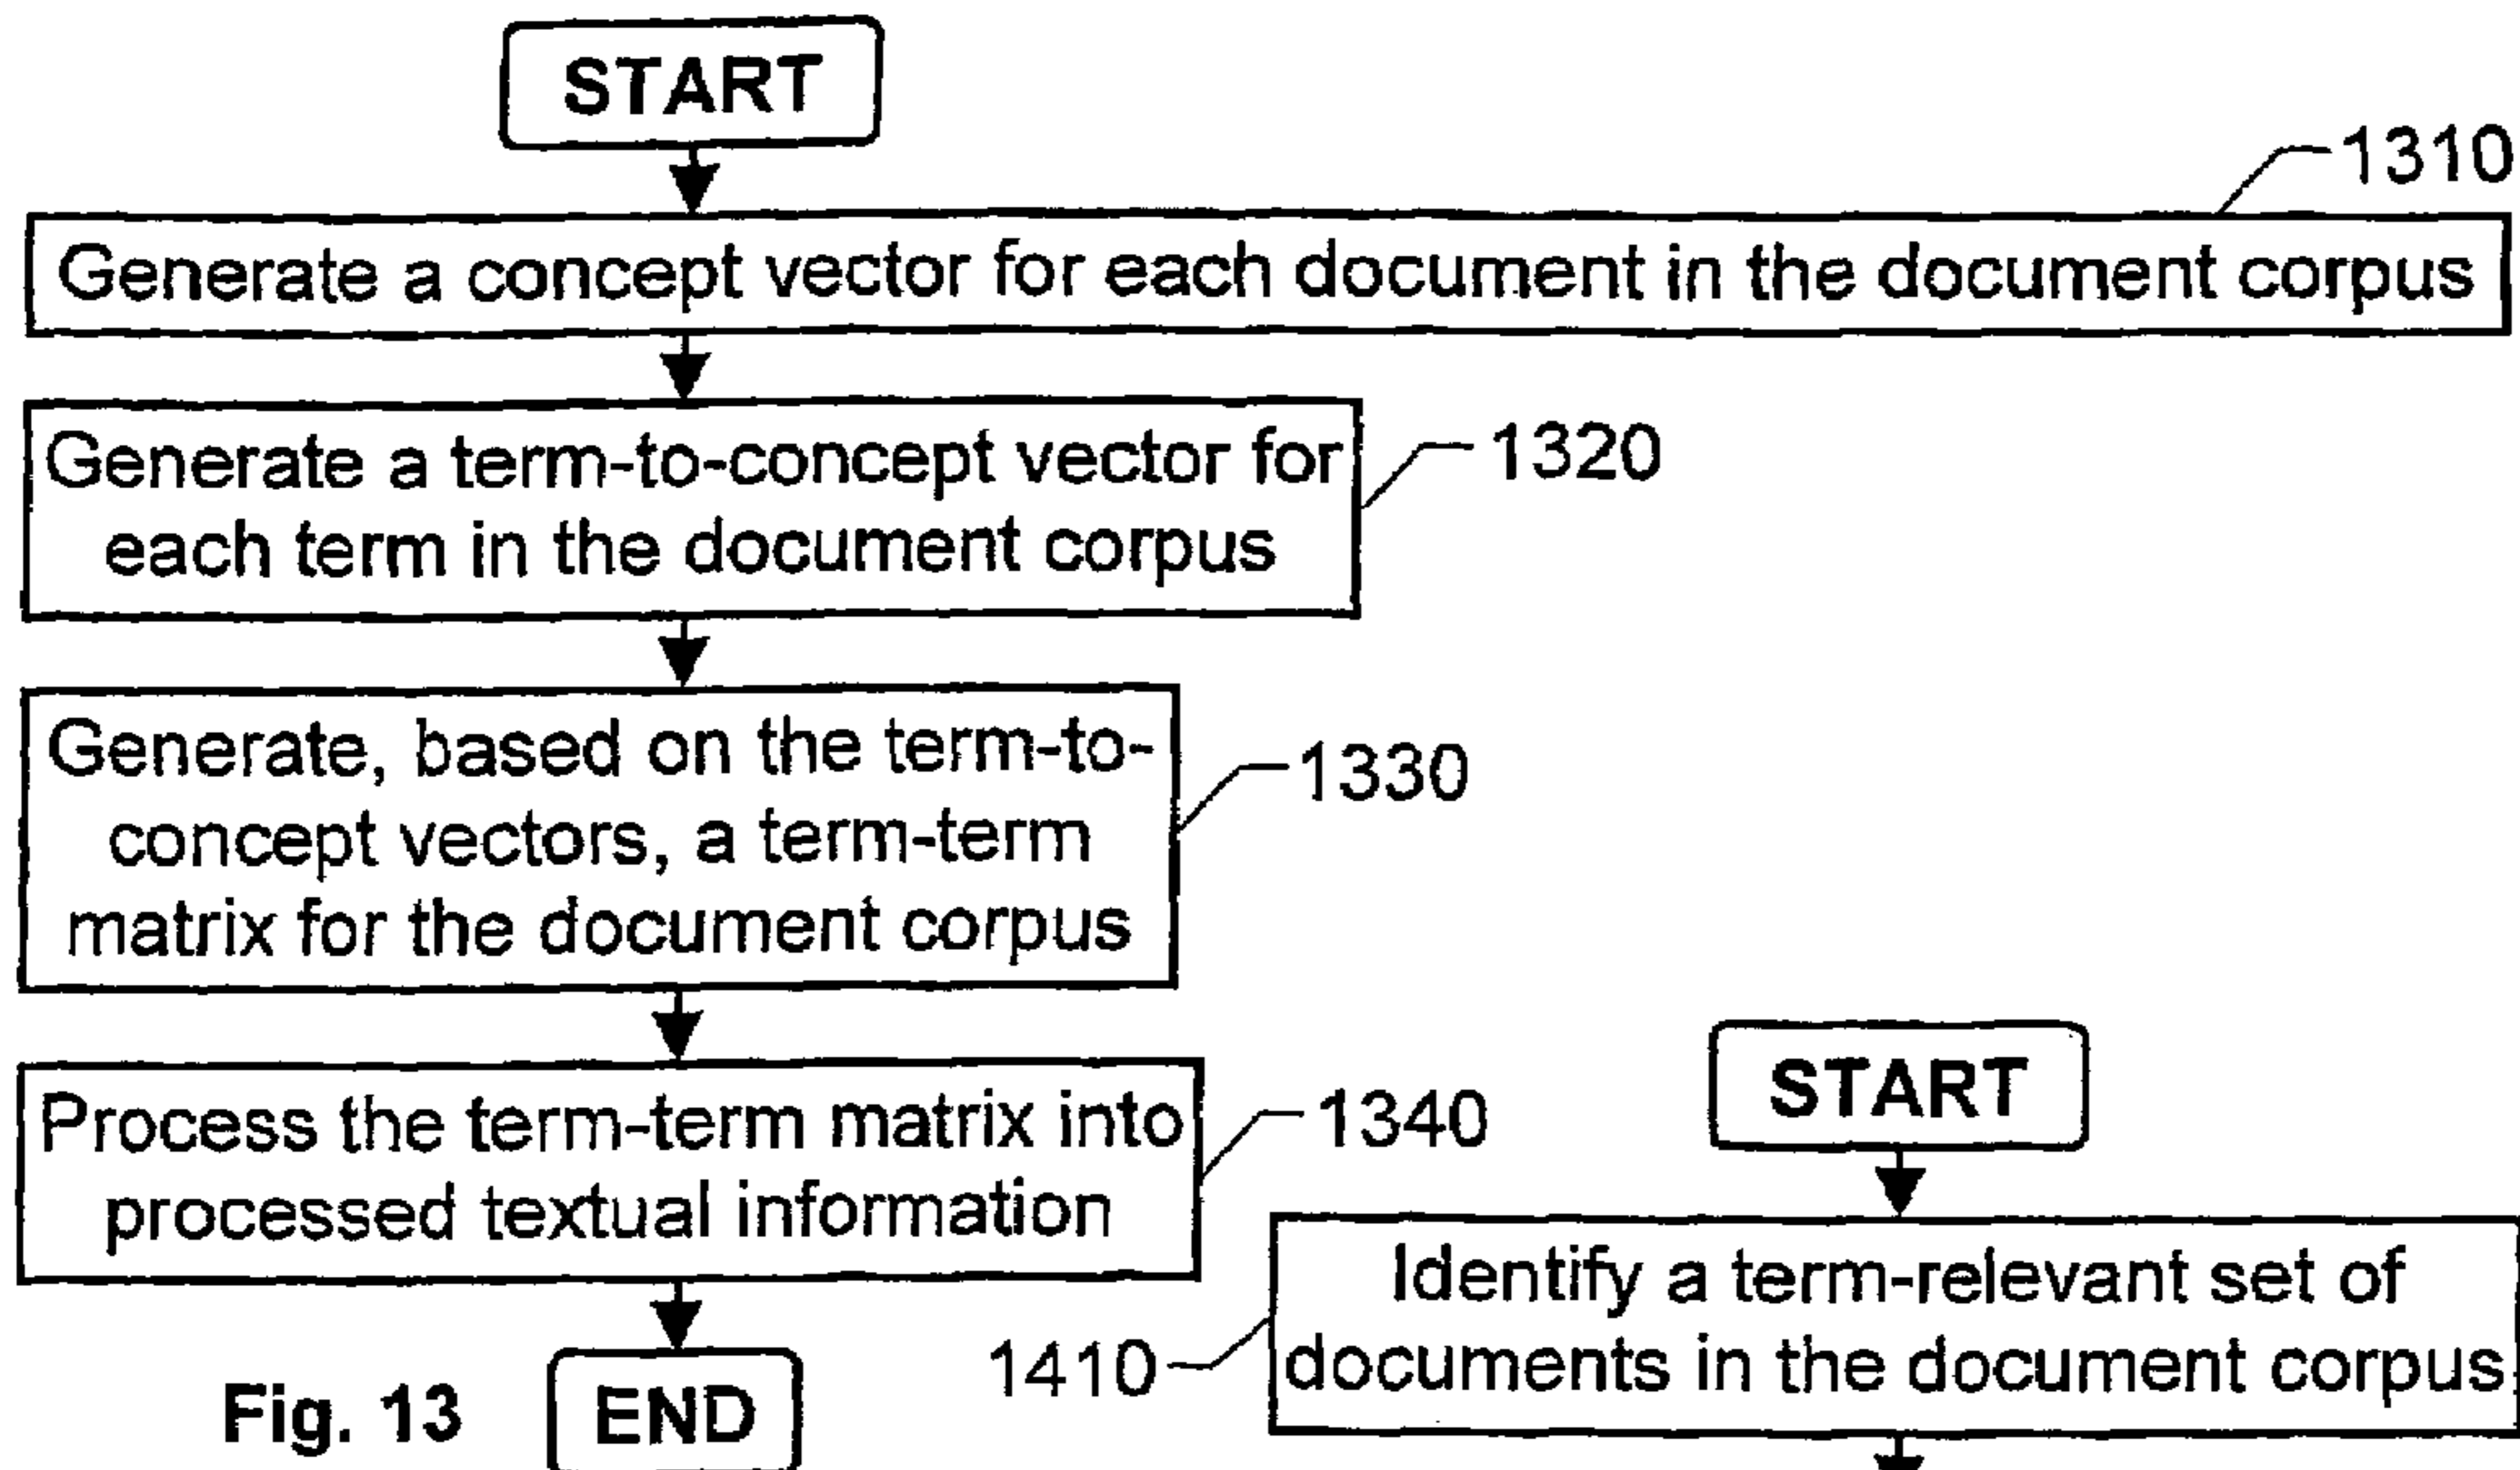 START
1310
Generate a concept vector for each document in the document corpus
Generate a term-to-concept vector for
each term in the document corpus
1320
Generate, based on the term-to-
concept vectors, a term-term
matrix for the document corpus
1330
Process the term-term matrix into
processed textual information
1340
END
Fig. 13
START
Identify a term-relevant set of
documents in the document corpus
1410